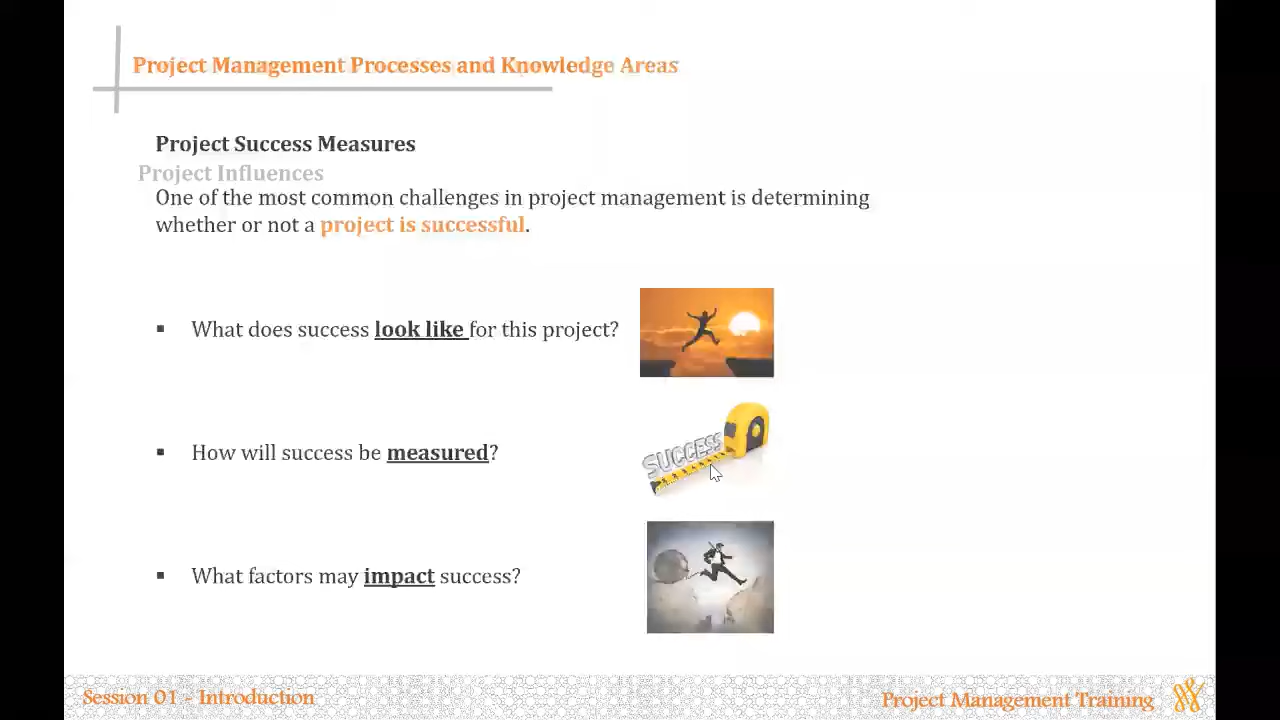 Project Management Processes and Knowledge Areas
Project Success Measures
Project Influences
One of the most common challenges in project management is determining
whether or not a project is successful.
▪ What does success look like for this project?
▪ How will success be measured?
SUCCESS
▪ What factors may impact success?
Session 01 - Introduction
Project Management Training